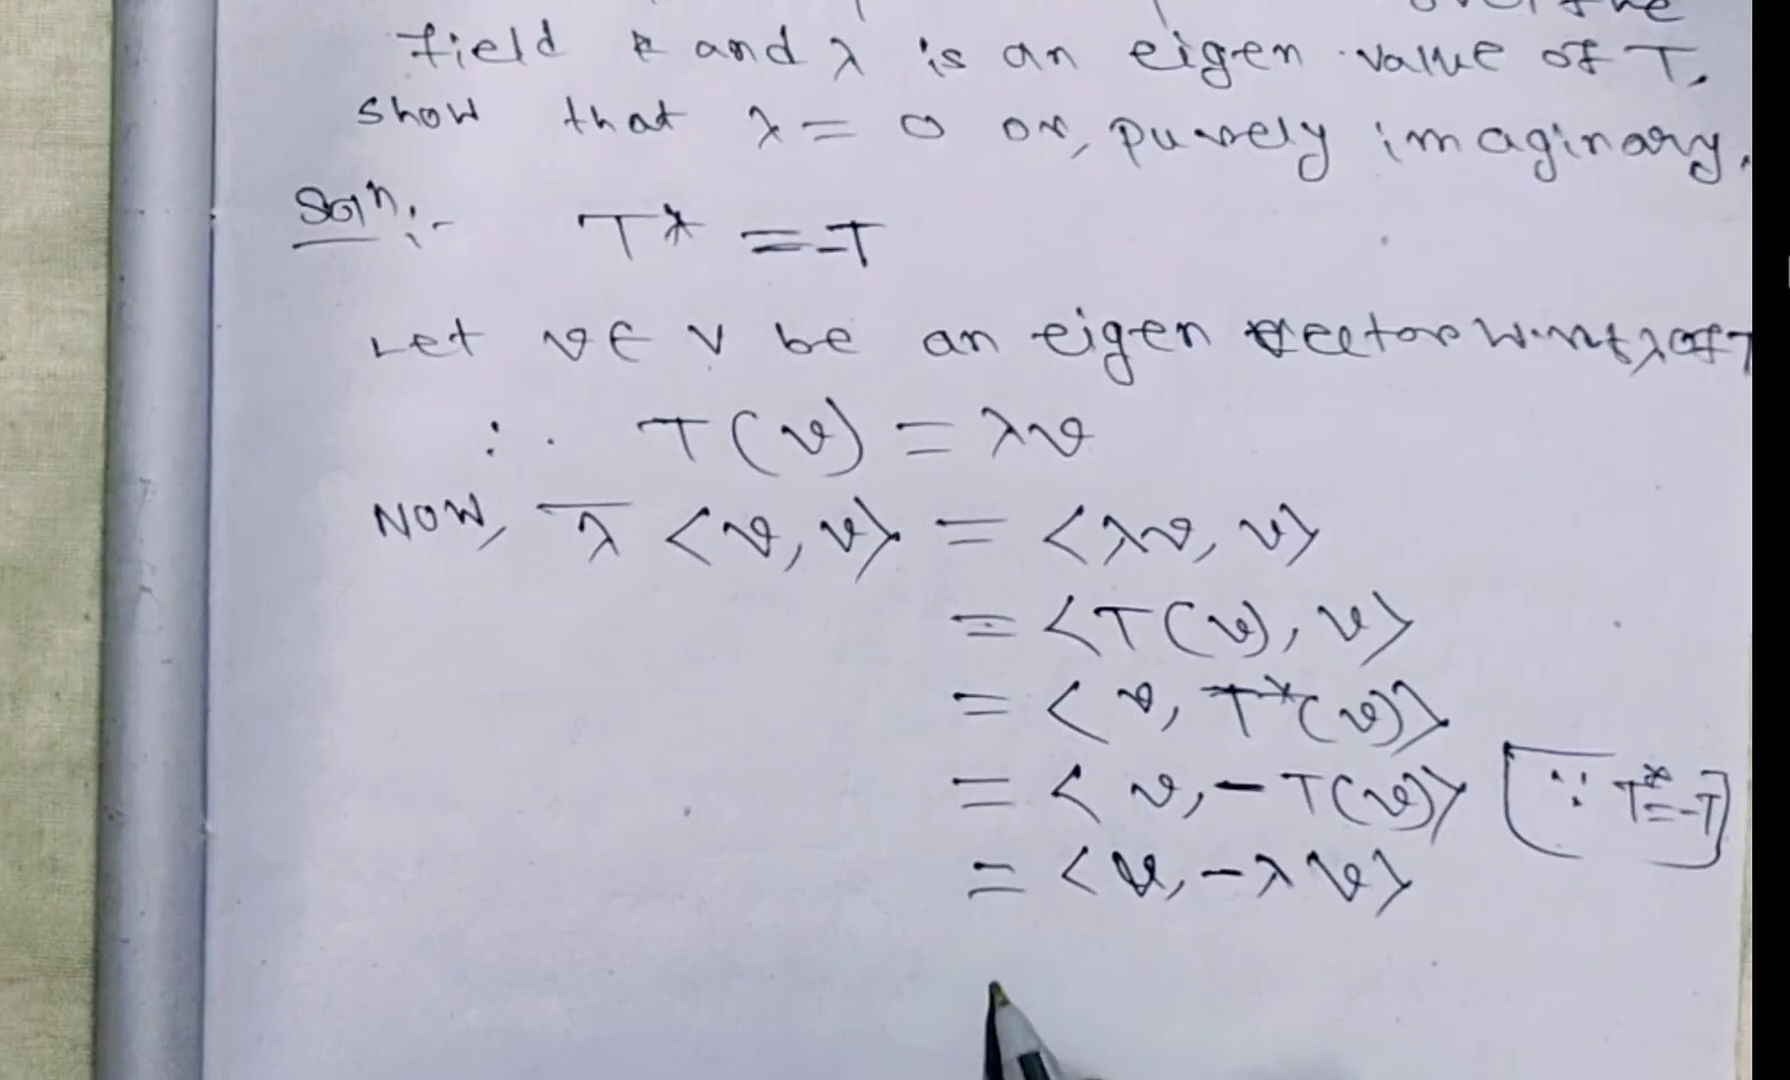 the
field F and λ is an eigen value of T.
show that λ = 0 or, purely imaginary.
Soln:- T* = -T
Let v ∈ V be an eigen vector w.r.t λ of T
∴ T(v) = λv
NOW, λ̅ <v, v> = <λv, v>
= <T(v), v>
= <v, T*(v)>
= <v, -T(v)> [∵ T* = -T]
= <v, -λv>